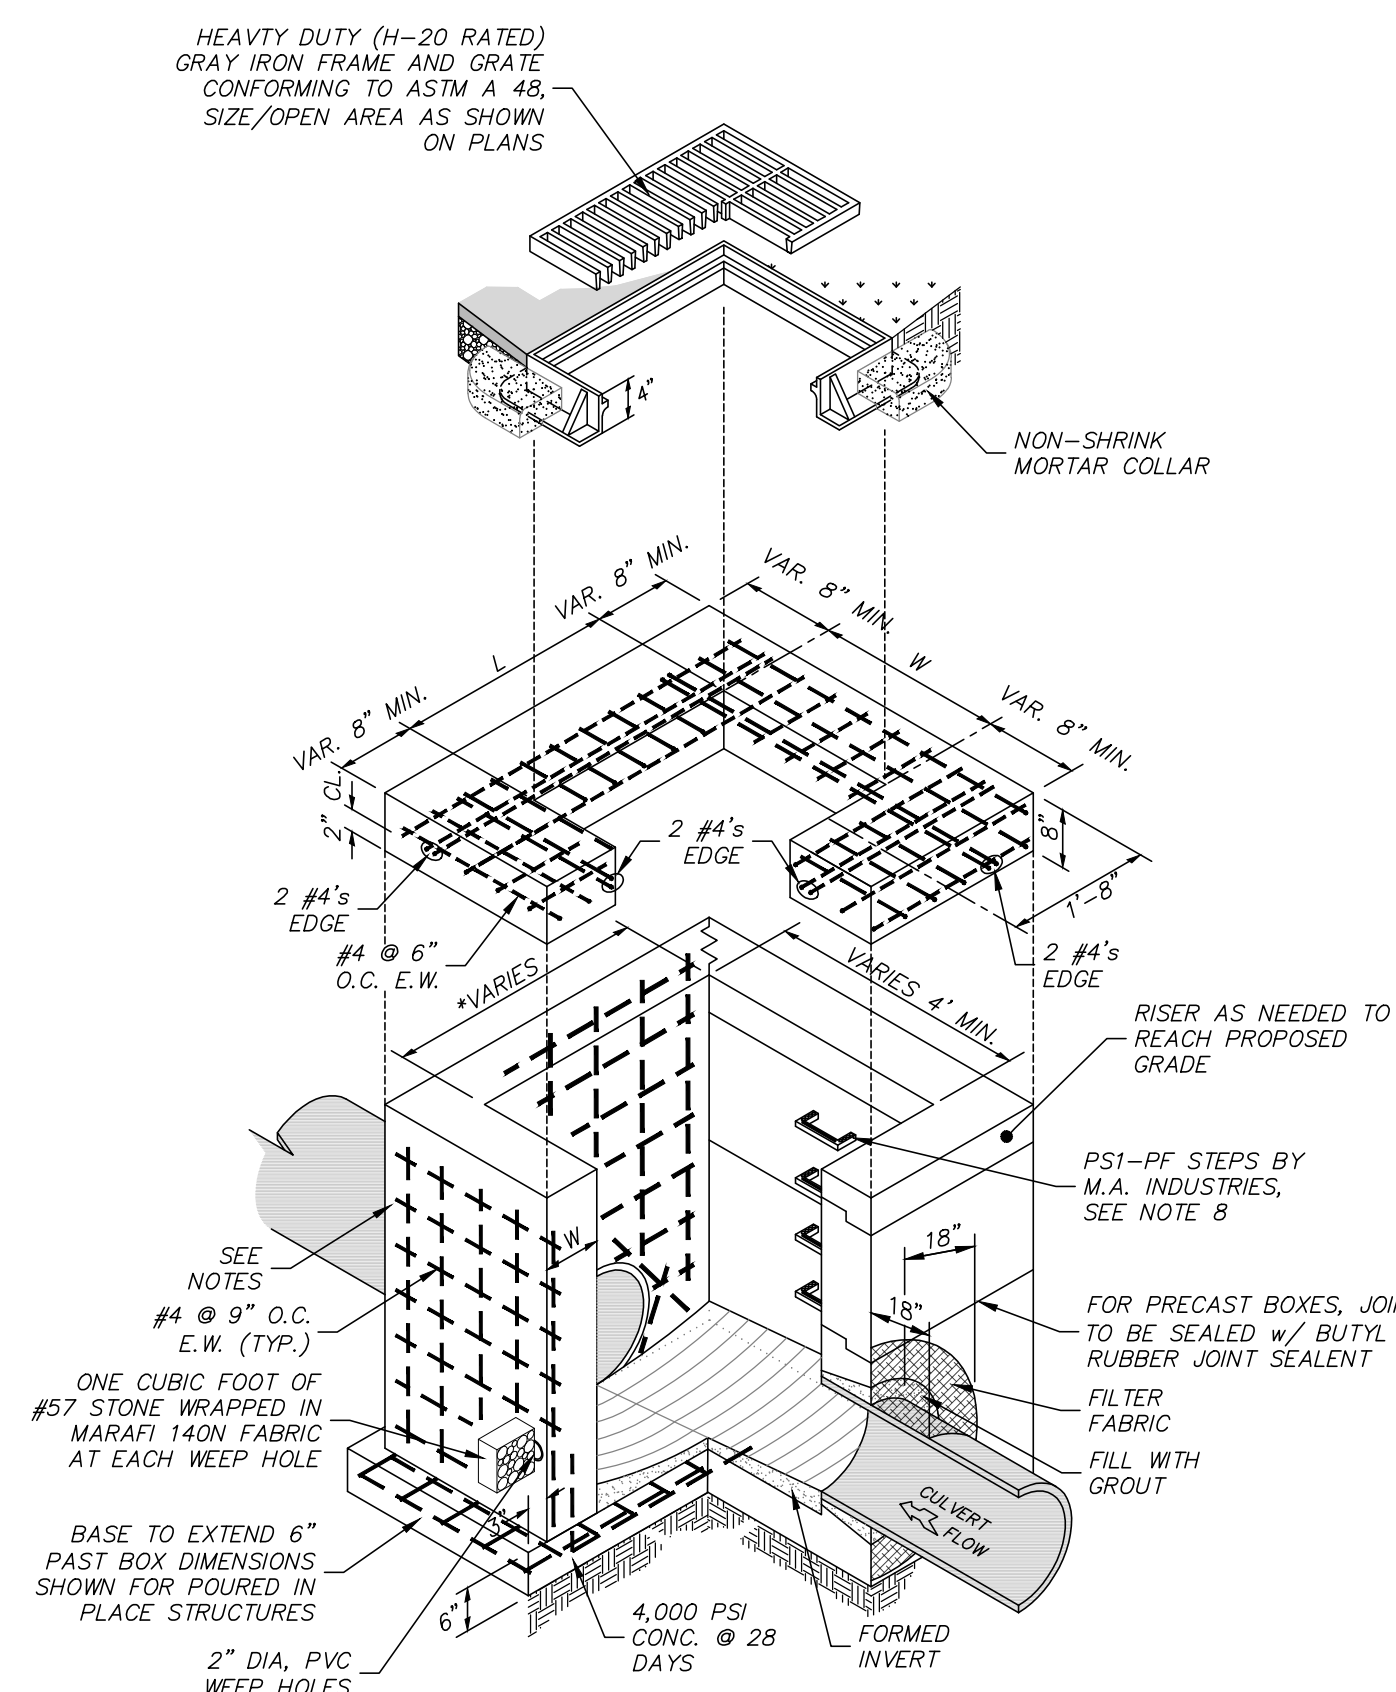 HEAVTY DUTY (H-20 RATED)
GRAY IRON FRAME AND GRATE
CONFORMING TO ASTM A 48,
SIZE/OPEN AREA AS SHOWN
ON PLANS
4"
NON-SHRINK
MORTAR COLLAR
VAR. 8" MIN.
L
VAR. 8" MIN.
VAR. 8" MIN.
W
VAR. 8" MIN.
2" CL.
2 #4's
EDGE
8"
1'-8"
2 #4's
EDGE
#4 @ 6"
O.C. E.W.
2 #4's
EDGE
*VARIES
VARIES 4' MIN.
RISER AS NEEDED TO
REACH PROPOSED
GRADE
PS1-PF STEPS BY
M.A. INDUSTRIES,
SEE NOTE 8
W
18"
18"
SEE
NOTES
#4 @ 9" O.C.
E.W. (TYP.)
FOR PRECAST BOXES,
TO BE SEALED w/ BUTYL
RUBBER JOINT SEALENT
ONE CUBIC FOOT OF
#57 STONE WRAPPED IN
MARAFI 140N FABRIC
AT EACH WEEP HOLE
FILTER
FABRIC
FILL WITH
GROUT
CULVERT
FLOW
3"
BASE TO EXTEND 6"
PAST BOX DIMENSIONS
SHOWN FOR POURED IN
PLACE STRUCTURES
6"
4,000 PSI
CONC. @ 28
DAYS
FORMED
INVERT
2" DIA, PVC
WEEP HOLES